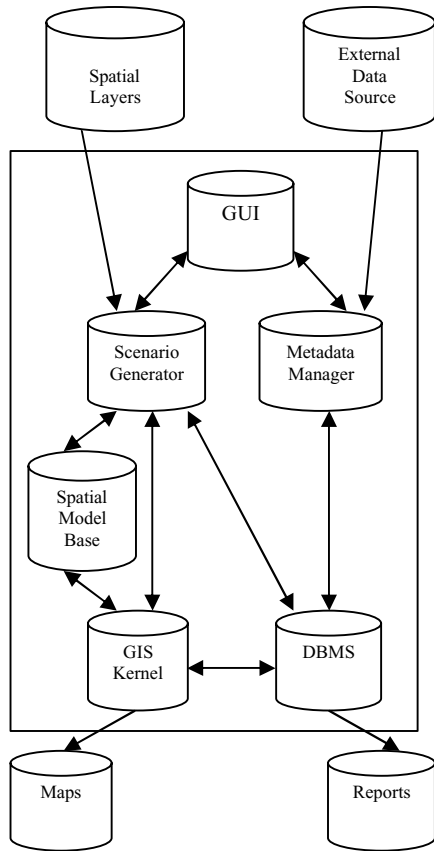 Spatial
Layers
External
Data
Source
GUI
Scenario
Generator
Metadata
Manager
Spatial
Model
Base
GIS
Kernel
DBMS
Maps
Reports